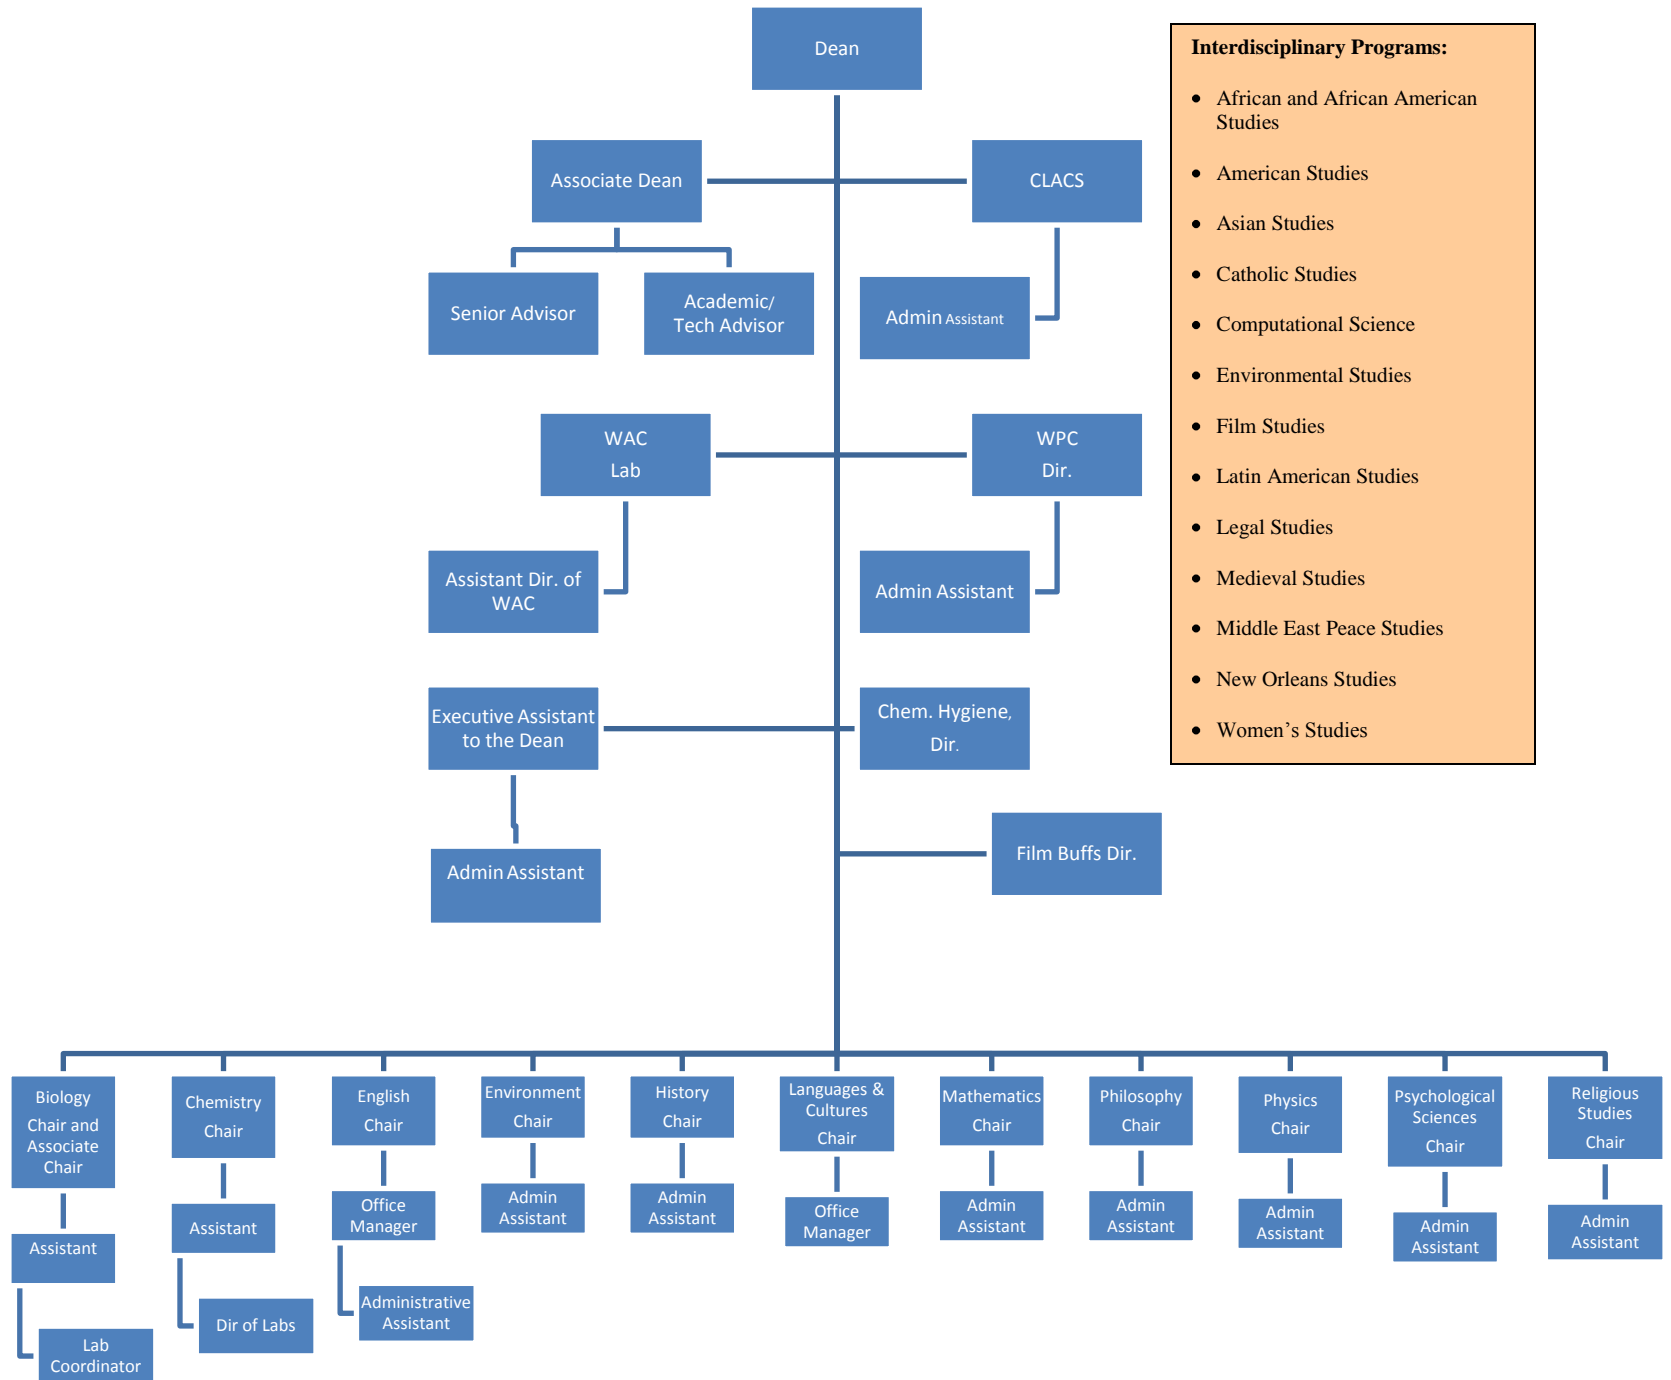 Dean
Interdisciplinary Programs:
• African and African American
Studies
• American Studies
• Asian Studies
• Catholic Studies
• Computational Science
• Environmental Studies
• Film Studies
• Latin American Studies
• Legal Studies
• Medieval Studies
• Middle East Peace Studies
• New Orleans Studies
• Women’s Studies
Associate Dean
CLACS
Senior Advisor
Academic/
Tech Advisor
Admin Assistant
WAC
Lab
WPC
Dir.
Assistant Dir. of
WAC
Admin Assistant
Executive Assistant
to the Dean
Chem. Hygiene,
Dir.
Admin Assistant
Film Buffs Dir.
Biology
Chair and
Associate
Chair
Chemistry
Chair
English
Chair
Environment
Chair
History
Chair
Languages &
Cultures
Chair
Mathematics
Chair
Philosophy
Chair
Physics
Chair
Psychological
Sciences
Chair
Religious
Studies
Chair
Assistant
Assistant
Office
Manager
Admin
Assistant
Admin
Assistant
Office
Manager
Admin
Assistant
Admin
Assistant
Admin
Assistant
Admin
Assistant
Admin
Assistant
Lab
Coordinator
Dir of Labs
Administrative
Assistant